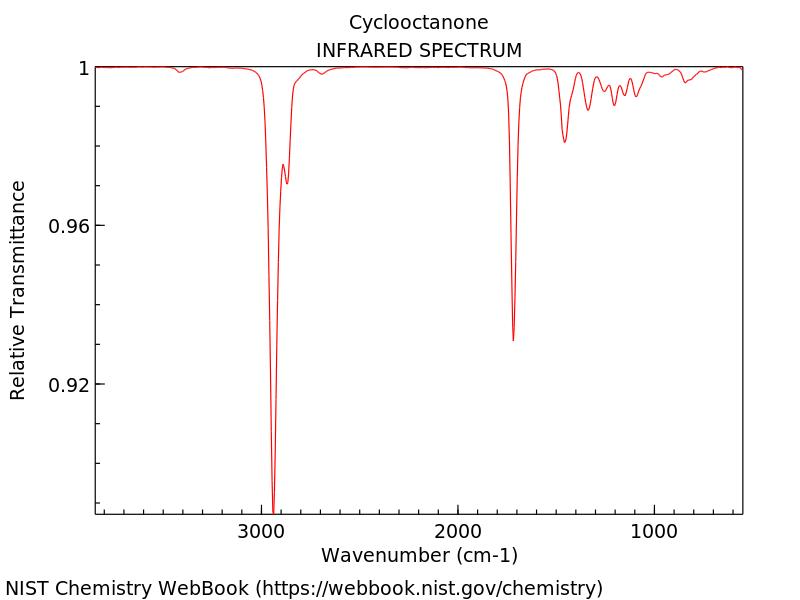 Cyclooctanone
INFRARED SPECTRUM
1
0.96
0.92
Relative Transmittance
3000 2000 1000
Wavenumber (cm-1)
NIST Chemistry WebBook (https://webbook.nist.gov/chemistry)